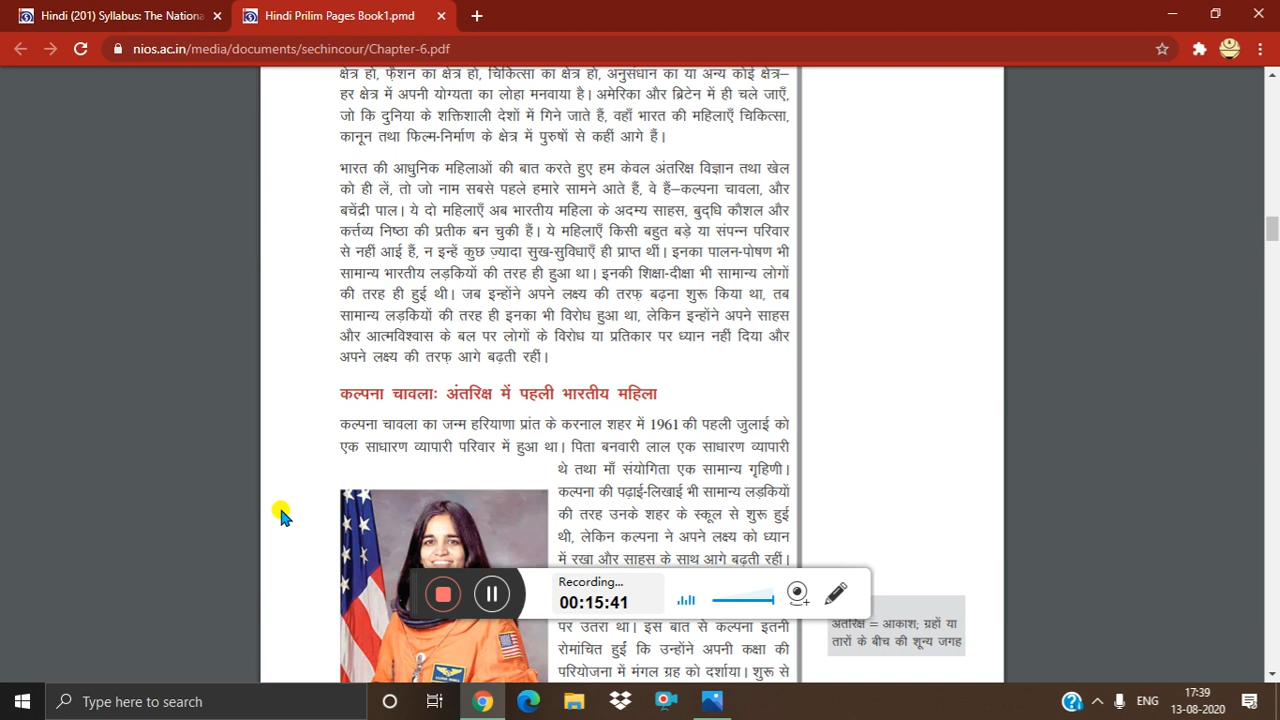 Hindi (201) Syllabus: The Nationa
Hindi Prilim Pages Book1.pmd
nios.ac.in/media/documents/sechincour/Chapter-6.pdf
क्षेत्र हो, फ़ैशन का क्षेत्र हो, चिकित्सा का क्षेत्र हो, अनुसंधान का या अन्य कोई क्षेत्र—
हर क्षेत्र में अपनी योग्यता का लोहा मनवाया है। अमेरिका और ब्रिटेन में ही चले जाएँ,
जो कि दुनिया के शक्तिशाली देशों में गिने जाते हैं, वहाँ भारत की महिलाएँ चिकित्सा,
कानून तथा फिल्म-निर्माण के क्षेत्र में पुरुषों से कहीं आगे हैं।
भारत की आधुनिक महिलाओं की बात करते हुए हम केवल अंतरिक्ष विज्ञान तथा खेल
को ही लें, तो जो नाम सबसे पहले हमारे सामने आते हैं, वे हैं—कल्पना चावला, और
बचेंद्री पाल। ये दो महिलाएँ अब भारतीय महिला के अदम्य साहस, बुद्धि कौशल और
कर्त्तव्य निष्ठा की प्रतीक बन चुकी हैं। ये महिलाएँ किसी बहुत बड़े या संपन्न परिवार
से नहीं आई हैं, न इन्हें कुछ ज़्यादा सुख-सुविधाएँ ही प्राप्त थीं। इनका पालन-पोषण भी
सामान्य भारतीय लड़कियों की तरह ही हुआ था। इनकी शिक्षा-दीक्षा भी सामान्य लोगों
की तरह ही हुई थी। जब इन्होंने अपने लक्ष्य की तरफ़ बढ़ना शुरू किया था, तब
सामान्य लड़कियों की तरह ही इनका भी विरोध हुआ था, लेकिन इन्होंने अपने साहस
और आत्मविश्वास के बल पर लोगों के विरोध या प्रतिकार पर ध्यान नहीं दिया और
अपने लक्ष्य की तरफ़ आगे बढ़ती रहीं।
कल्पना चावला: अंतरिक्ष में पहली भारतीय महिला
कल्पना चावला का जन्म हरियाणा प्रांत के करनाल शहर में 1961 की पहली जुलाई को
एक साधारण व्यापारी परिवार में हुआ था। पिता बनवारी लाल एक साधारण व्यापारी
थे तथा माँ संयोगिता एक सामान्य गृहिणी।
कल्पना की पढ़ाई-लिखाई भी सामान्य लड़कियों
की तरह उनके शहर के स्कूल से शुरू हुई
थी, लेकिन कल्पना ने अपने लक्ष्य को ध्यान
में रखा और साहस के साथ आगे बढ़ती रहीं।
Recording...
00:15:41
पर उतरा था। इस बात से कल्पना इतनी
रोमांचित हुईं कि उन्होंने अपनी कक्षा की
परियोजना में मंगल ग्रह को दर्शाया। शुरू से
अंतरिक्ष = आकाश; ग्रहों या
तारों के बीच की शून्य जगह
Type here to search
ENG
17:39
13-08-2020